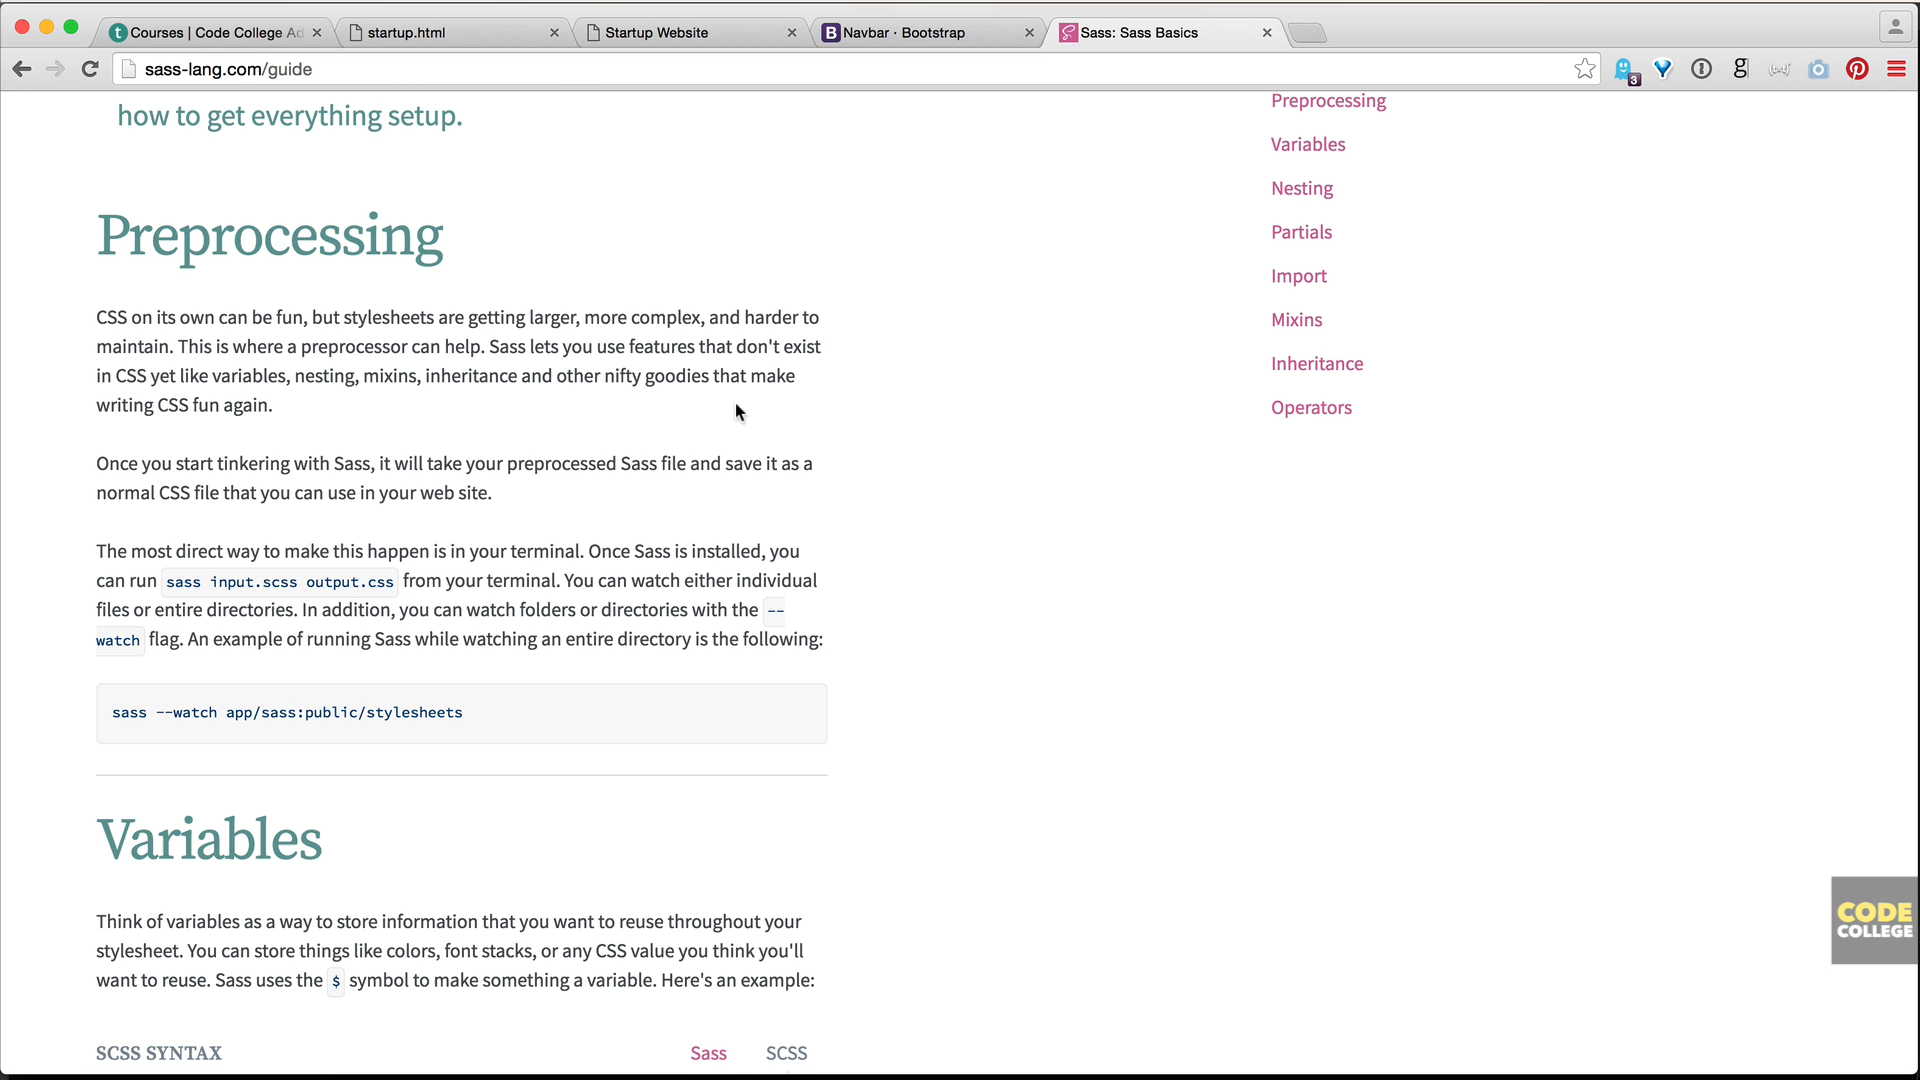 Courses | Code College Ad
startup.html
Startup Website
B Navbar · Bootstrap
Sass: Sass Basics
sass-lang.com/guide
3
g
how to get everything setup.
Preprocessing
CSS on its own can be fun, but stylesheets are getting larger, more complex, and harder to
maintain. This is where a preprocessor can help. Sass lets you use features that don't exist
in CSS yet like variables, nesting, mixins, inheritance and other nifty goodies that make
writing CSS fun again.
Once you start tinkering with Sass, it will take your preprocessed Sass file and save it as a
normal CSS file that you can use in your web site.
The most direct way to make this happen is in your terminal. Once Sass is installed, you
can run sass input.scss output.css from your terminal. You can watch either individual
files or entire directories. In addition, you can watch folders or directories with the --
watch flag. An example of running Sass while watching an entire directory is the following:
sass --watch app/sass:public/stylesheets
Variables
Think of variables as a way to store information that you want to reuse throughout your
stylesheet. You can store things like colors, font stacks, or any CSS value you think you'll
want to reuse. Sass uses the $ symbol to make something a variable. Here's an example:
SCSS SYNTAX
Sass
SCSS
Preprocessing
Variables
Nesting
Partials
Import
Mixins
Inheritance
Operators
CODE
COLLEGE